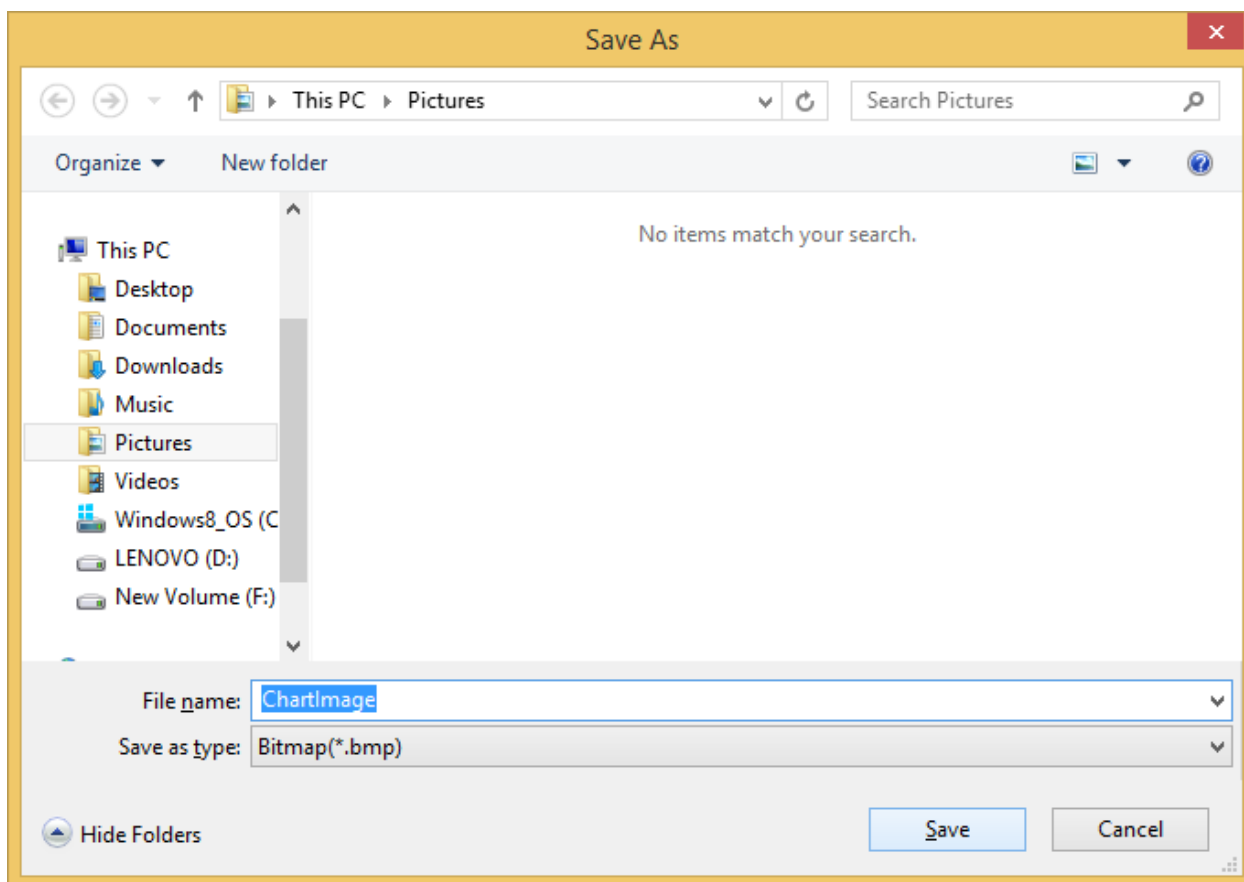 Save As
This PC Pictures
Search Pictures
Organize
New folder
No items match your search.
This PC
Desktop
Documents
Downloads
Music
Pictures
Videos
Windows8_OS (C
LENOVO (D:)
New Volume (F:)
File name: ChartImage
Save as type: Bitmap(*.bmp)
Hide Folders
Save
Cancel